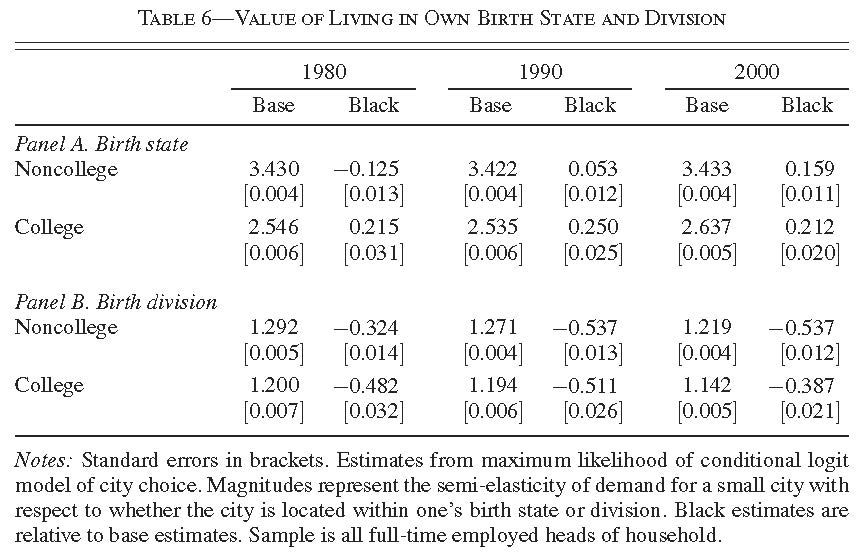 TABLE 6—VALUE OF LIVING IN OWN BIRTH STATE AND DIVISION
1980 1990 2000
Base Black Base Black Base Black
Panel A. Birth state
Noncollege 3.430 −0.125 3.422 0.053 3.433 0.159
[0.004] [0.013] [0.004] [0.012] [0.004] [0.011]
College 2.546 0.215 2.535 0.250 2.637 0.212
[0.006] [0.031] [0.006] [0.025] [0.005] [0.020]
Panel B. Birth division
Noncollege 1.292 −0.324 1.271 −0.537 1.219 −0.537
[0.005] [0.014] [0.004] [0.013] [0.004] [0.012]
College 1.200 −0.482 1.194 −0.511 1.142 −0.387
[0.007] [0.032] [0.006] [0.026] [0.005] [0.021]
Notes: Standard errors in brackets. Estimates from maximum likelihood of conditional logit
model of city choice. Magnitudes represent the semi-elasticity of demand for a small city with
respect to whether the city is located within one's birth state or division. Black estimates are
relative to base estimates. Sample is all full-time employed heads of household.